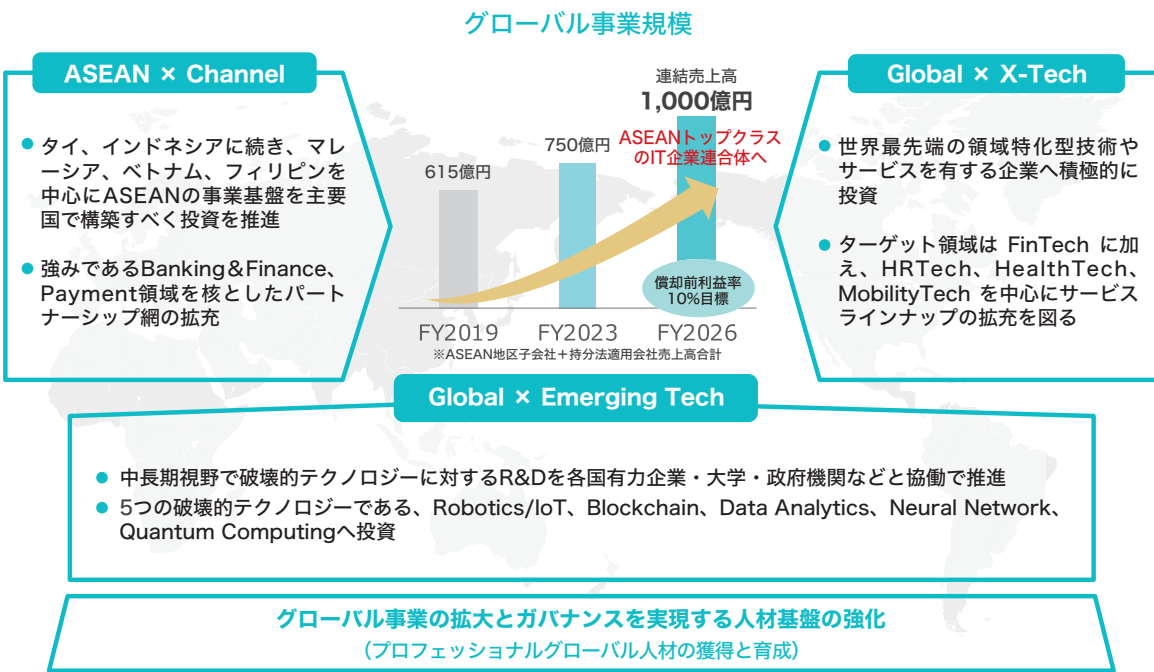 グローバル事業規模
ASEAN × Channel
タイ、インドネシアに続き、マレ
ーシア、ベトナム、フィリピンを
中心にASEANの事業基盤を主要
国で構築すべく投資を推進
強みであるBanking＆Finance、
Payment領域を核としたパート
ナーシップ網の拡充
連結売上高
1,000億円
ASEANトップクラス
のIT企業連合体へ
750億円
615億円
償却前利益率
10%目標
FY2019
FY2023
FY2026
※ASEAN地区子会社＋持分法適用会社売上高合計
Global × X-Tech
世界最先端の領域特化型技術や
サービスを有する企業へ積極的に
投資
ターゲット領域は FinTech に加
え、HRTech、HealthTech、
MobilityTech を中心にサービス
ラインナップの拡充を図る
Global × Emerging Tech
中長期視野で破壊的テクノロジーに対するR&Dを各国有力企業・大学・政府機関などと協働で推進
5つの破壊的テクノロジーである、Robotics/IoT、Blockchain、Data Analytics、Neural Network、
Quantum Computingへ投資
グローバル事業の拡大とガバナンスを実現する人材基盤の強化
（プロフェッショナルグローバル人材の獲得と育成）